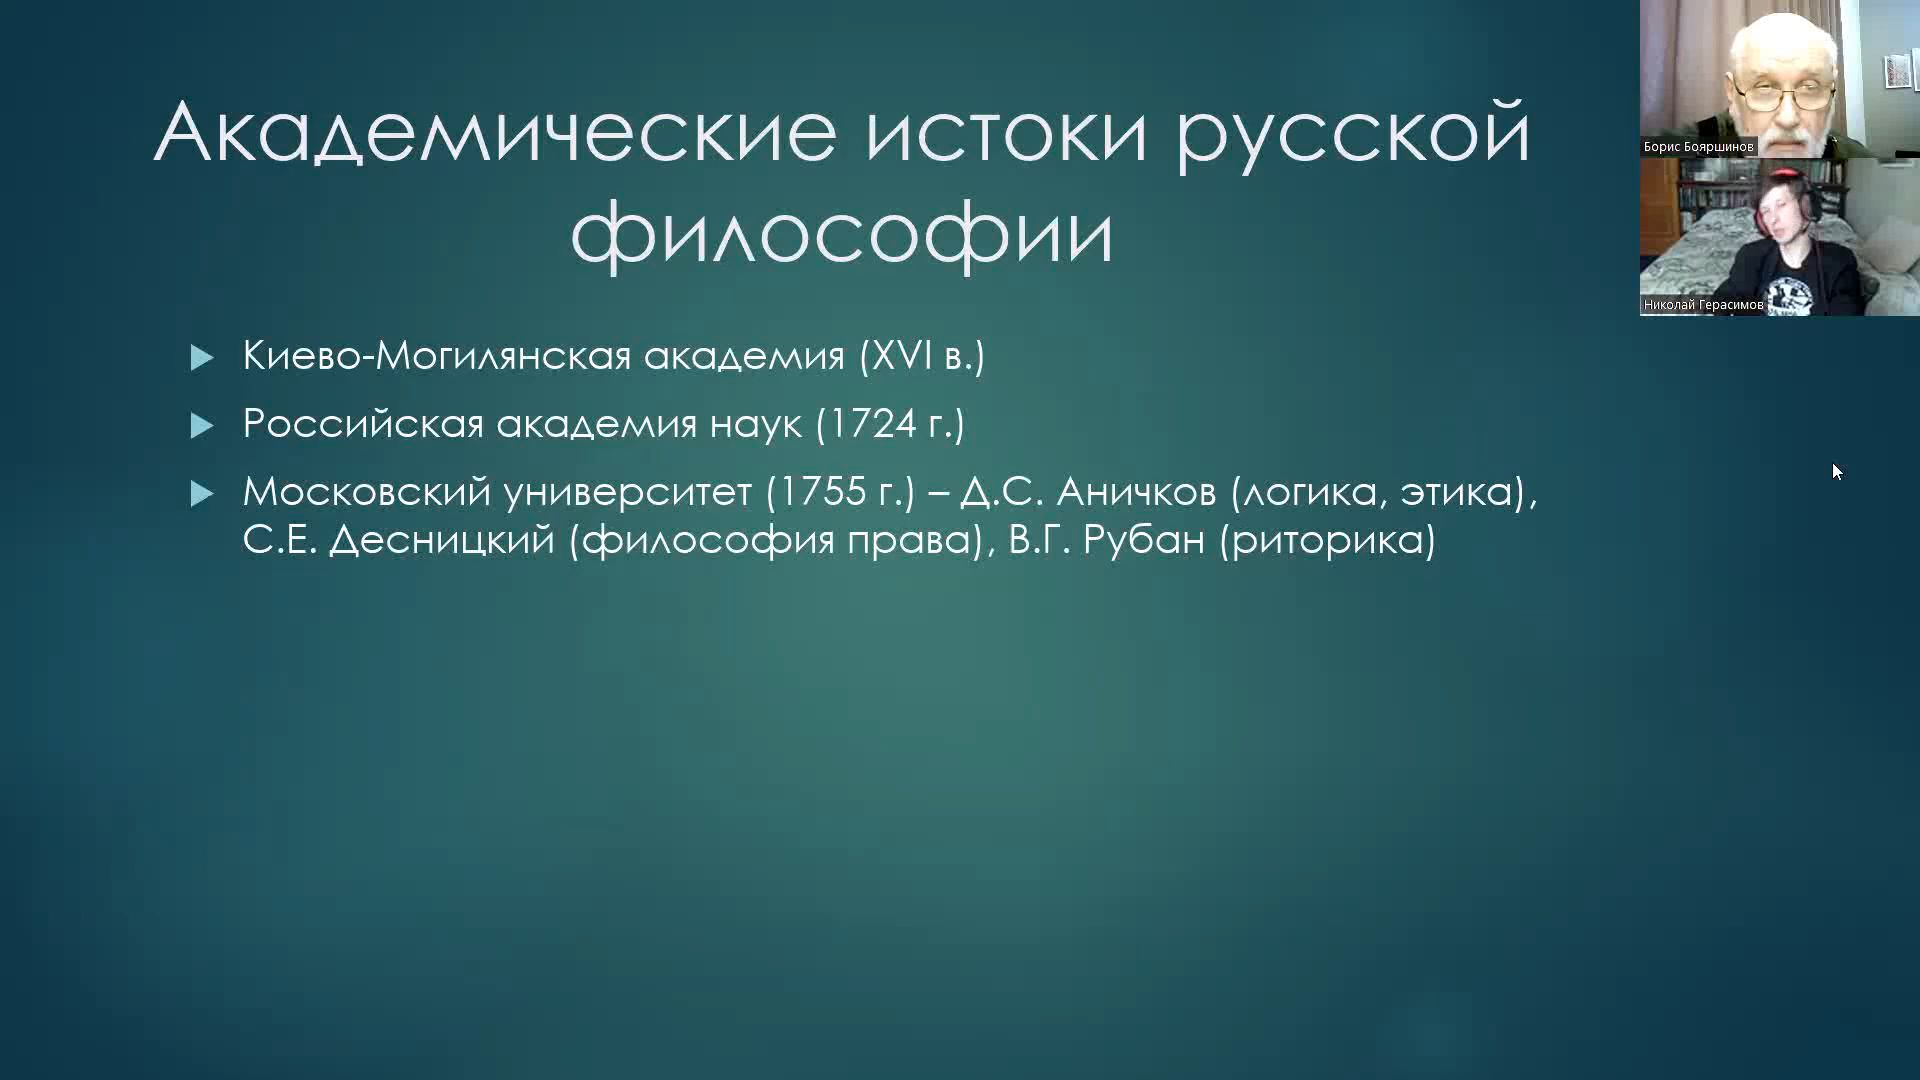 Академические истоки русской
философии
Киево-Могилянская академия (XVI в.)
Российская академия наук (1724 г.)
Московский университет (1755 г.) – Д.С. Аничков (логика, этика),
С.Е. Десницкий (философия права), В.Г. Рубан (риторика)
Борис Бояршинов
Николай Герасимов